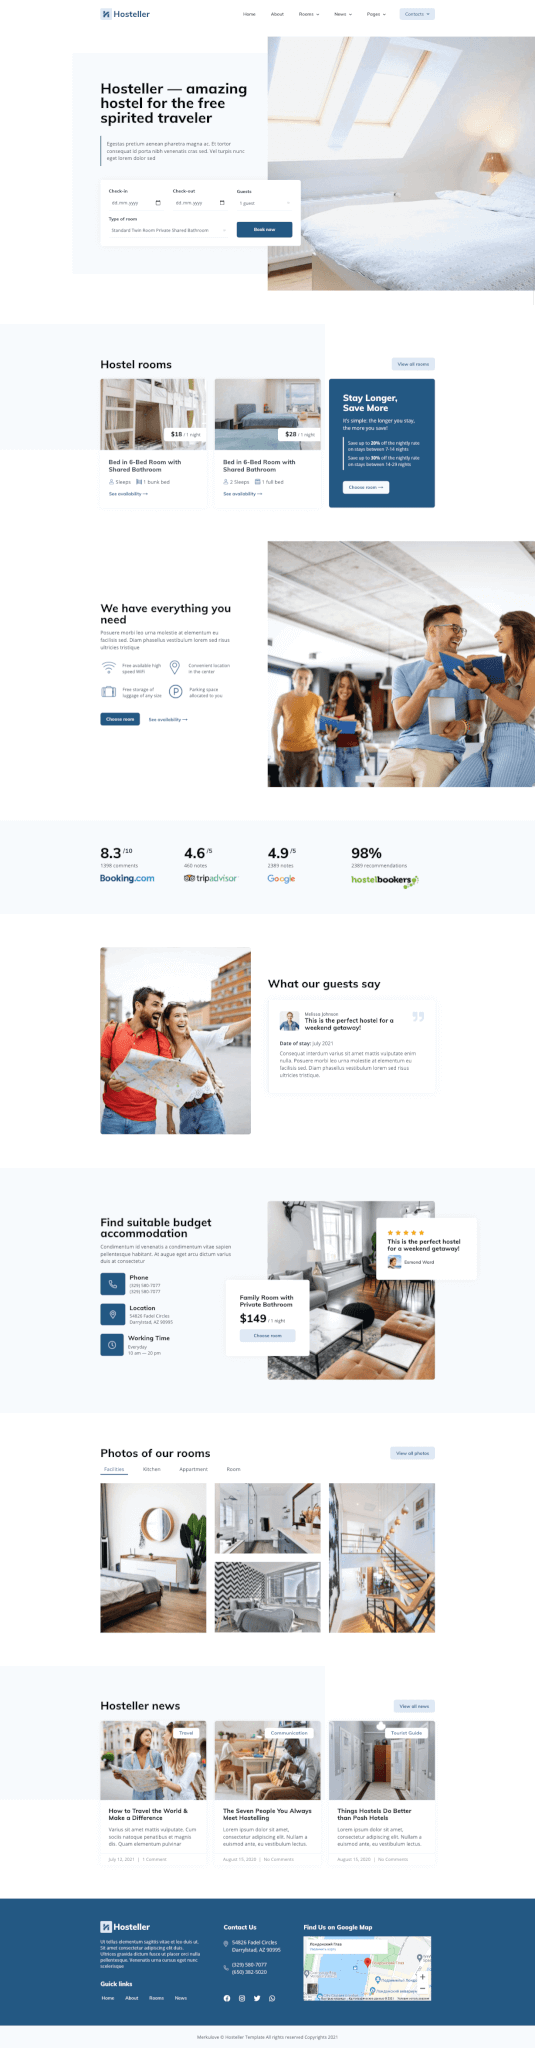 Hosteller
Home About Rooms News Pages Contacts
Hosteller — amazing
hostel for the free
spirited traveler
Egestas pretium aenean pharetra magna ac. Et tortor
consequat id porta nibh venenatis cras sed. Vel turpis nunc
eget lorem dolor sed
Check-in Check-out Guests
dd.mm.yyyy dd.mm.yyyy 1 guest
Type of room
Standard Twin Room Private Shared Bathroom
Book now
Hostel rooms
View all rooms
$18 / 1 night
Bed in 6-Bed Room with
Shared Bathroom
Sleeps 1 bunk bed
See availability →
$28 / 1 night
Bed in 6-Bed Room with
Shared Bathroom
2 Sleeps 1 full bed
See availability →
Stay Longer,
Save More
It's simple: the longer you stay,
the more you save!
Save up to 20% off the nightly rate
on stays between 7-14 nights
Save up to 30% off the nightly rate
on stays between 14-29 nights
Choose room →
We have everything you
need
Posuere morbi leo urna molestie at elementum eu
facilisis sed. Diam phasellus vestibulum lorem sed risus
ultricies tristique
Free available high
speed WiFi
Convenient location
in the center
Free storage of
luggage of any size
P
Parking space
allocated to you
Choose room
See availability →
8.3 /10
1398 comments
Booking.com
4.6 /5
460 notes
tripadvisor
4.9 /5
2388 notes
Google
98%
2389 recommendations
hostelbookers
What our guests say
Melissa Johnson
This is the perfect hostel for a
weekend getaway!
Date of stay: July 2021
Consequat interdum varius sit amet mattis vulputate enim
nulla. Posuere morbi leo urna molestie at elementum eu
facilisis sed. Diam phasellus vestibulum lorem sed risus
ultricies tristique.
Find suitable budget
accommodation
Condimentum id venenatis a condimentum vitae sapien
pellentesque habitant. At augue eget arcu dictum varius
duis at consectetur
Phone
(329) 580-7077
(329) 580-7077
Location
54826 Fadel Circles
Darrylstad, AZ 90995
Working Time
Everyday
10 am — 20 pm
This is the perfect hostel
for a weekend getaway!
Esmond Ward
Family Room with
Private Bathroom
$149 / 1 night
Choose room
Photos of our rooms
View all photos
Facilities Kitchen Appartment Room
Hosteller news
View all news
Travel
How to Travel the World &
Make a Difference
Varius sit amet mattis vulputate. Cum
sociis natoque penatibus et magnis
dis. Quam elementum pulvinar
July 12, 2021 | 1 Comment
Communication
The Seven People You Always
Meet Hostelling
Lorem ipsum dolor sit amet,
consectetur adipiscing elit. Nullam a
euismod ante, eu vestibulum lorem
August 15, 2020 | No Comments
Tourist Guide
Things Hostels Do Better
than Posh Hotels
Lorem ipsum dolor sit amet,
consectetur adipiscing elit. Nullam a
euismod ante, eu vestibulum lorem
August 15, 2020 | No Comments
Hosteller
Ut tellus elementum sagittis vitae et leo duis ut.
Sit amet consectetur adipiscing elit duis.
Ultrices gravida dictum fusce ut placer orci nulla
pellentesque. Venenatis urna cursus eget nunc
scelerisque
Quick links
Home About Rooms News
Contact Us
54826 Fadel Circles
Darrylstad, AZ 90995
(329) 580-7077
(650) 382-5020
Find Us on Google Map
Merkulove © Hosteller Template All rights reserved Copyrights 2021